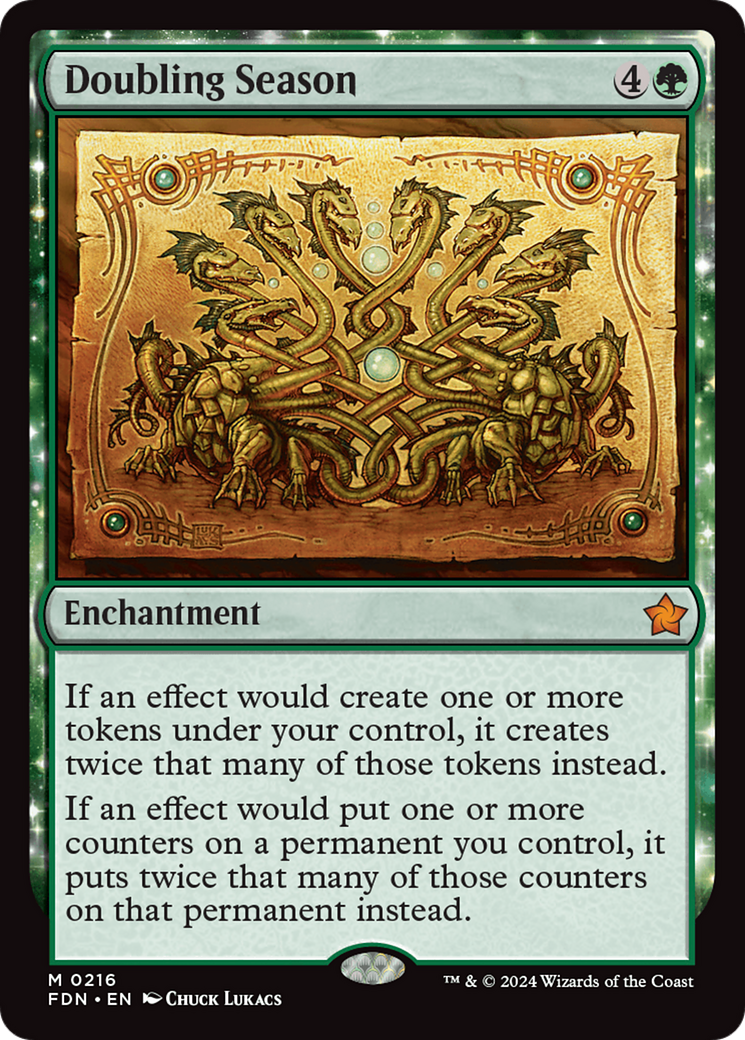 Doubling Season 4
Enchantment
If an effect would create one or more
tokens under your control, it creates
twice that many of those tokens instead.
If an effect would put one or more
counters on a permanent you control, it
puts twice that many of those counters
on that permanent instead.
M 0216
FDN • EN Chuck Lukacs
™ & © 2024 Wizards of the Coast